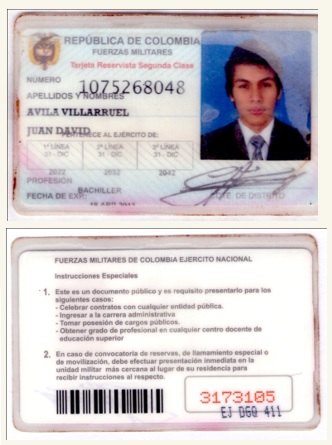 REPÚBLICA DE COLOMBIA
FUERZAS MILITARES
Tarjeta Reservista Segunda Clase
NUMERO
1075268048
APELLIDOS Y NOMBRES
AVILA VILLARRUEL
JUAN DAVID
PERTENECE AL EJÉRCITO DE:
1ª LINEA 2ª LINEA 3ª LINEA
31 - DIC 31 - DIC 31 - DIC
2022 2032 2042
PROFESIÓN
BACHILLER
FECHA DE EXP.
CTE. DE DISTRITO
FUERZAS MILITARES DE COLOMBIA EJERCITO NACIONAL
Instrucciones Especiales
1. Este es un documento público y es requisito presentarlo para los
siguientes casos:
- Celebrar contratos con cualquier entidad pública.
- Ingresar a la carrera administrativa
- Tomar posesión de cargos públicos.
- Obtener grado de profesional en cualquier centro docente de
educación superior
2. En caso de convocatoria de reservas, de llamamiento especial o
de movilización, debe efectuar presentación inmediata en la
unidad militar más cercana al lugar de su residencia para
recibir instrucciones al respecto.
3173105
EJ DGO 411